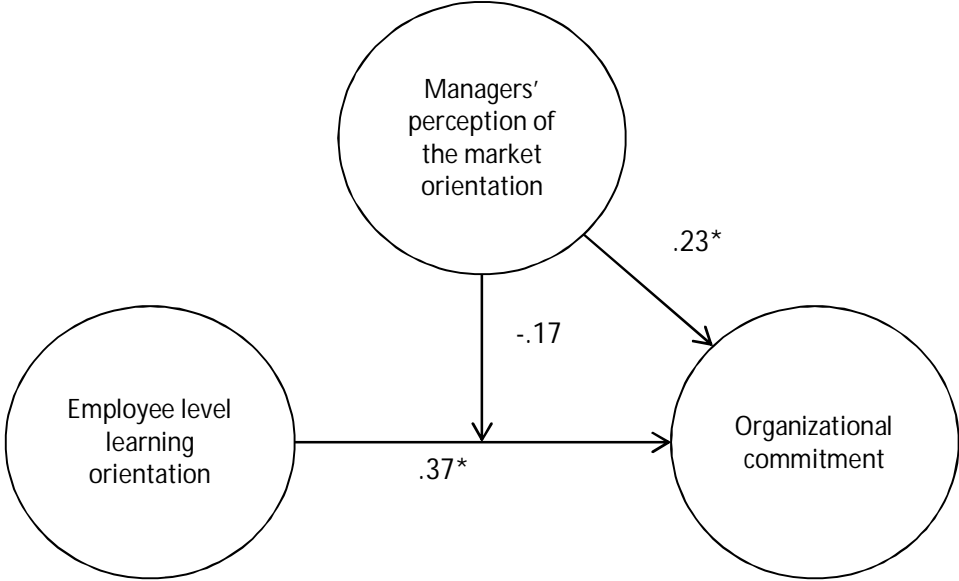 Managers’
perception of
the market
orientation
.23*
-.17
Employee level
learning
orientation
.37*
Organizational
commitment